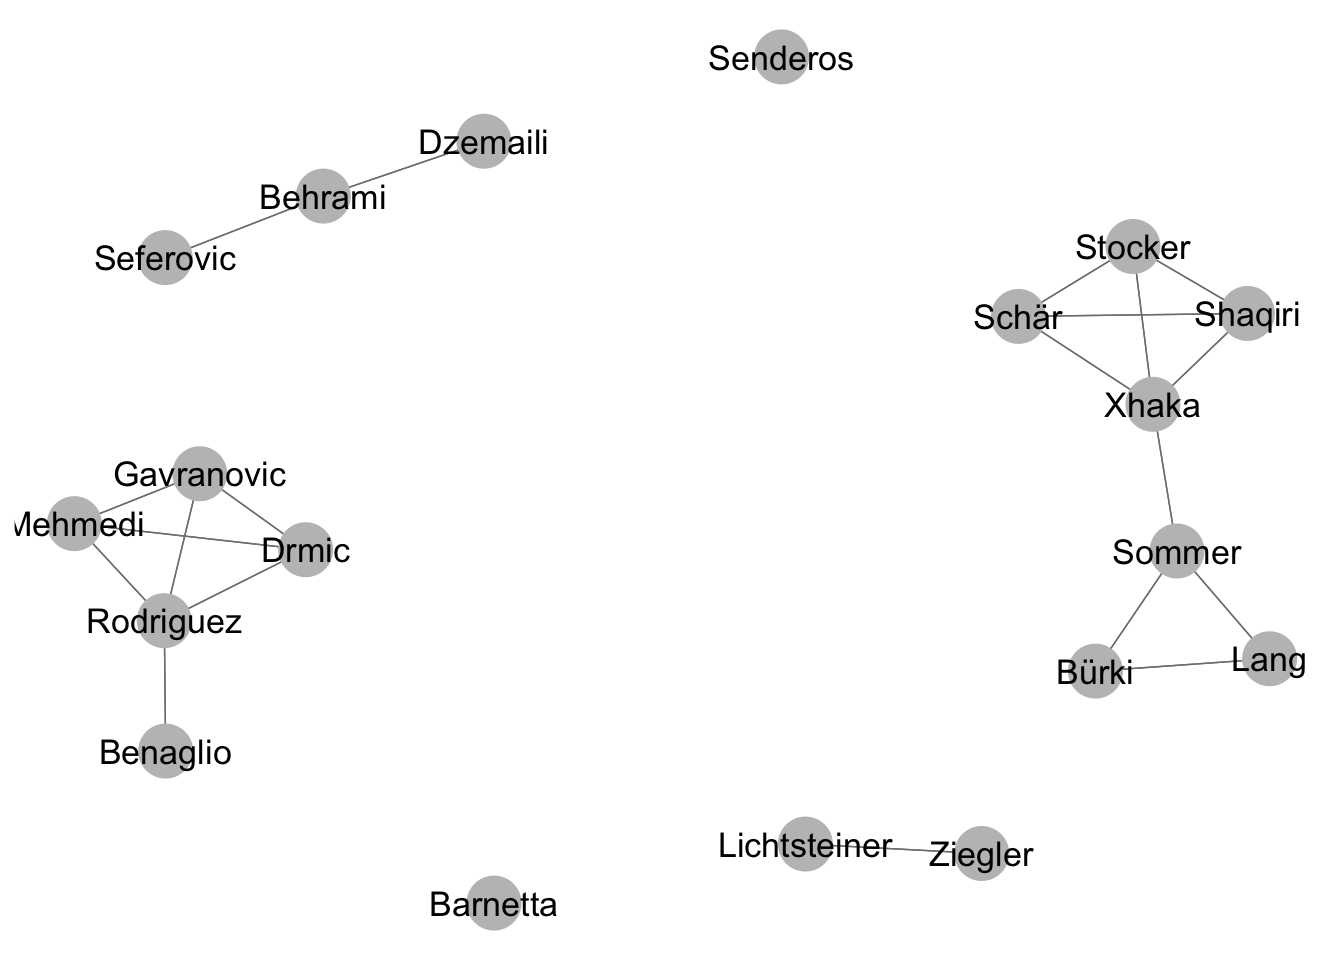 Senderos
Dzemaili
Behrami
Seferovic
Stocker
Schär
Shaqiri
Xhaka
Gavranovic
Mehmedi
Drmic
Sommer
Rodriguez
Bürki
Lang
Benaglio
Lichtsteiner
Ziegler
Barnetta